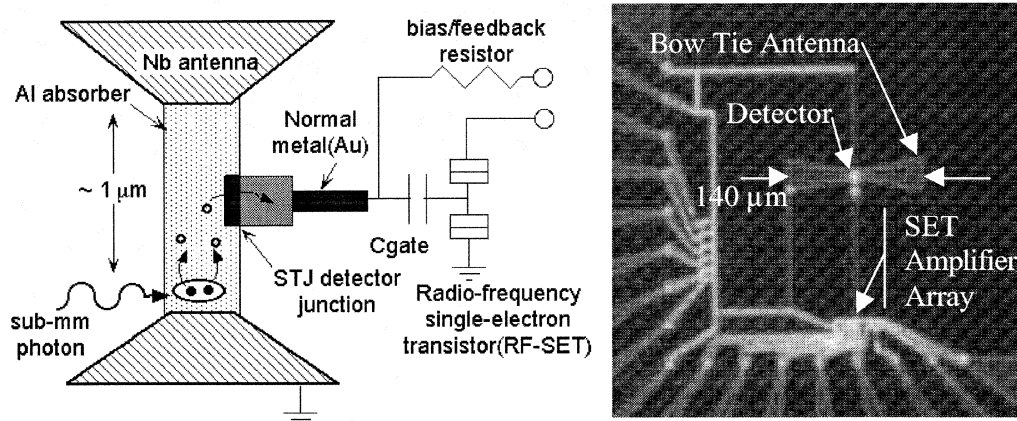 Nb antenna
Al absorber
~ 1 μm
sub-mm
photon
Normal
metal(Au)
STJ detector
junction
bias/feedback
resistor
Cgate
Radio-frequency
single-electron
transistor(RF-SET)
Bow Tie Antenna
Detector
140 μm
SET
Amplifier
Array